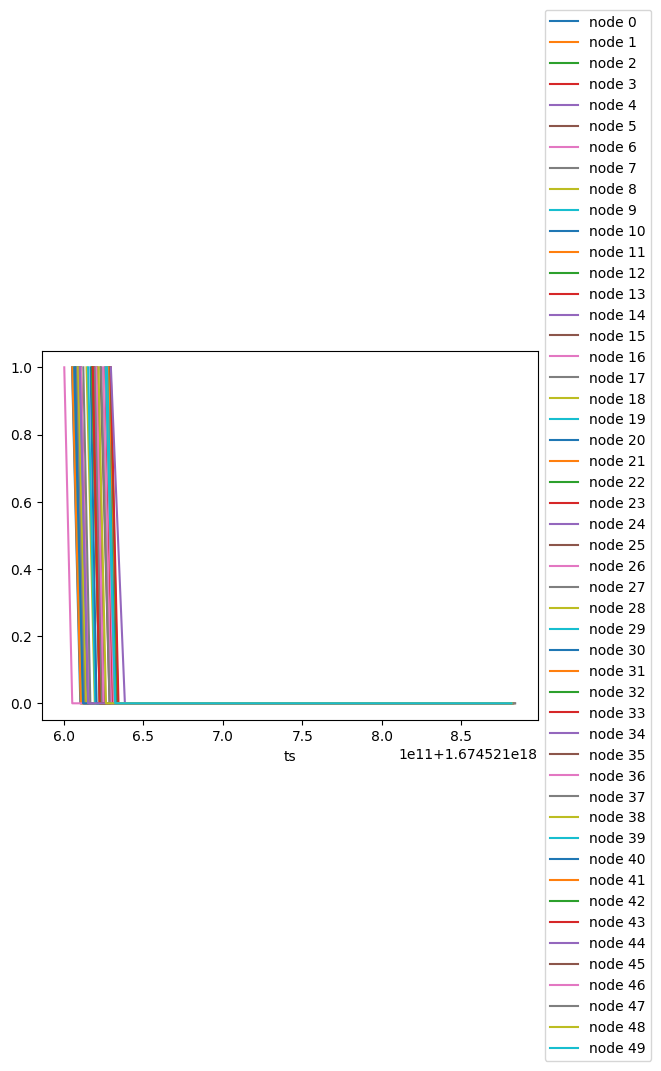 node 0
node 1
node 2
node 3
node 4
node 5
node 6
node 7
node 8
node 9
node 10
node 11
node 12
node 13
node 14
node 15
node 16
node 17
node 18
node 19
node 20
node 21
node 22
node 23
node 24
node 25
node 26
node 27
node 28
node 29
node 30
node 31
node 32
node 33
node 34
node 35
node 36
node 37
node 38
node 39
node 40
node 41
node 42
node 43
node 44
node 45
node 46
node 47
node 48
node 49
1.0
0.8
0.6
0.4
0.2
0.0
6.0 6.5 7.0 7.5 8.0 8.5
ts
1e11+1.674521e18